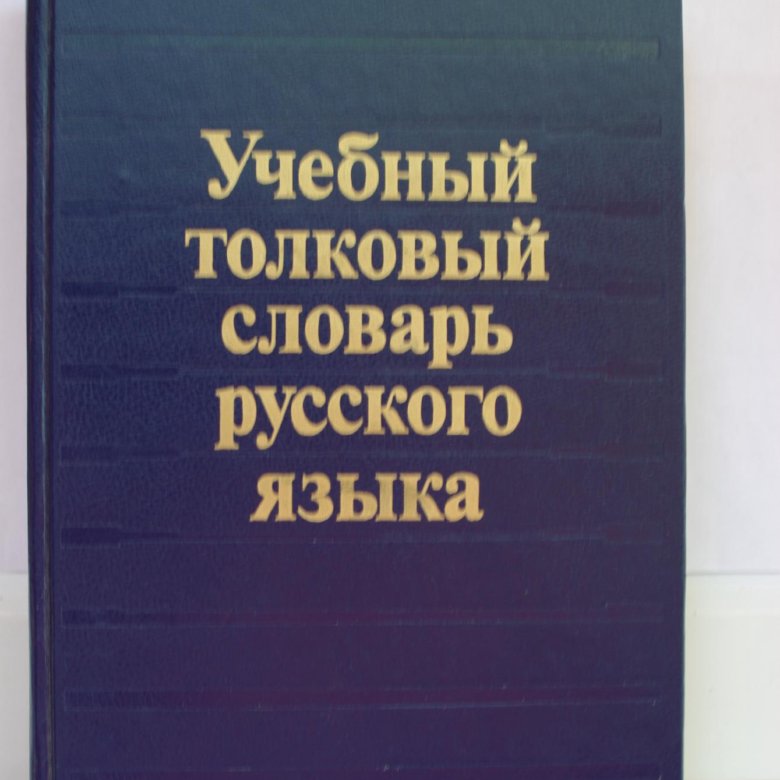 Учебный
толковый
словарь
русского
языка